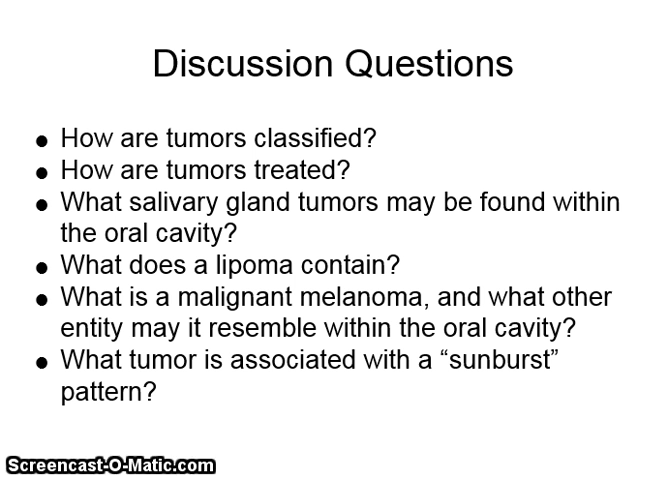 Discussion Questions
● How are tumors classified?
● How are tumors treated?
● What salivary gland tumors may be found within
the oral cavity?
● What does a lipoma contain?
● What is a malignant melanoma, and what other
entity may it resemble within the oral cavity?
● What tumor is associated with a “sunburst”
pattern?
Screencast-O-Matic.com